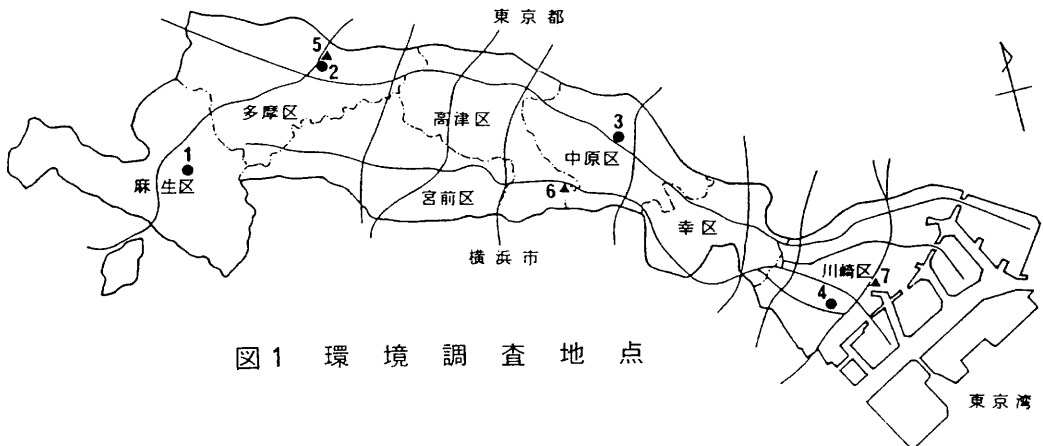 東京都
5
2
多摩区
高津区
3
中原区
1
麻生区
宮前区
6
幸区
横浜市
川崎区
7
4
図1 環境調査地点
東京湾